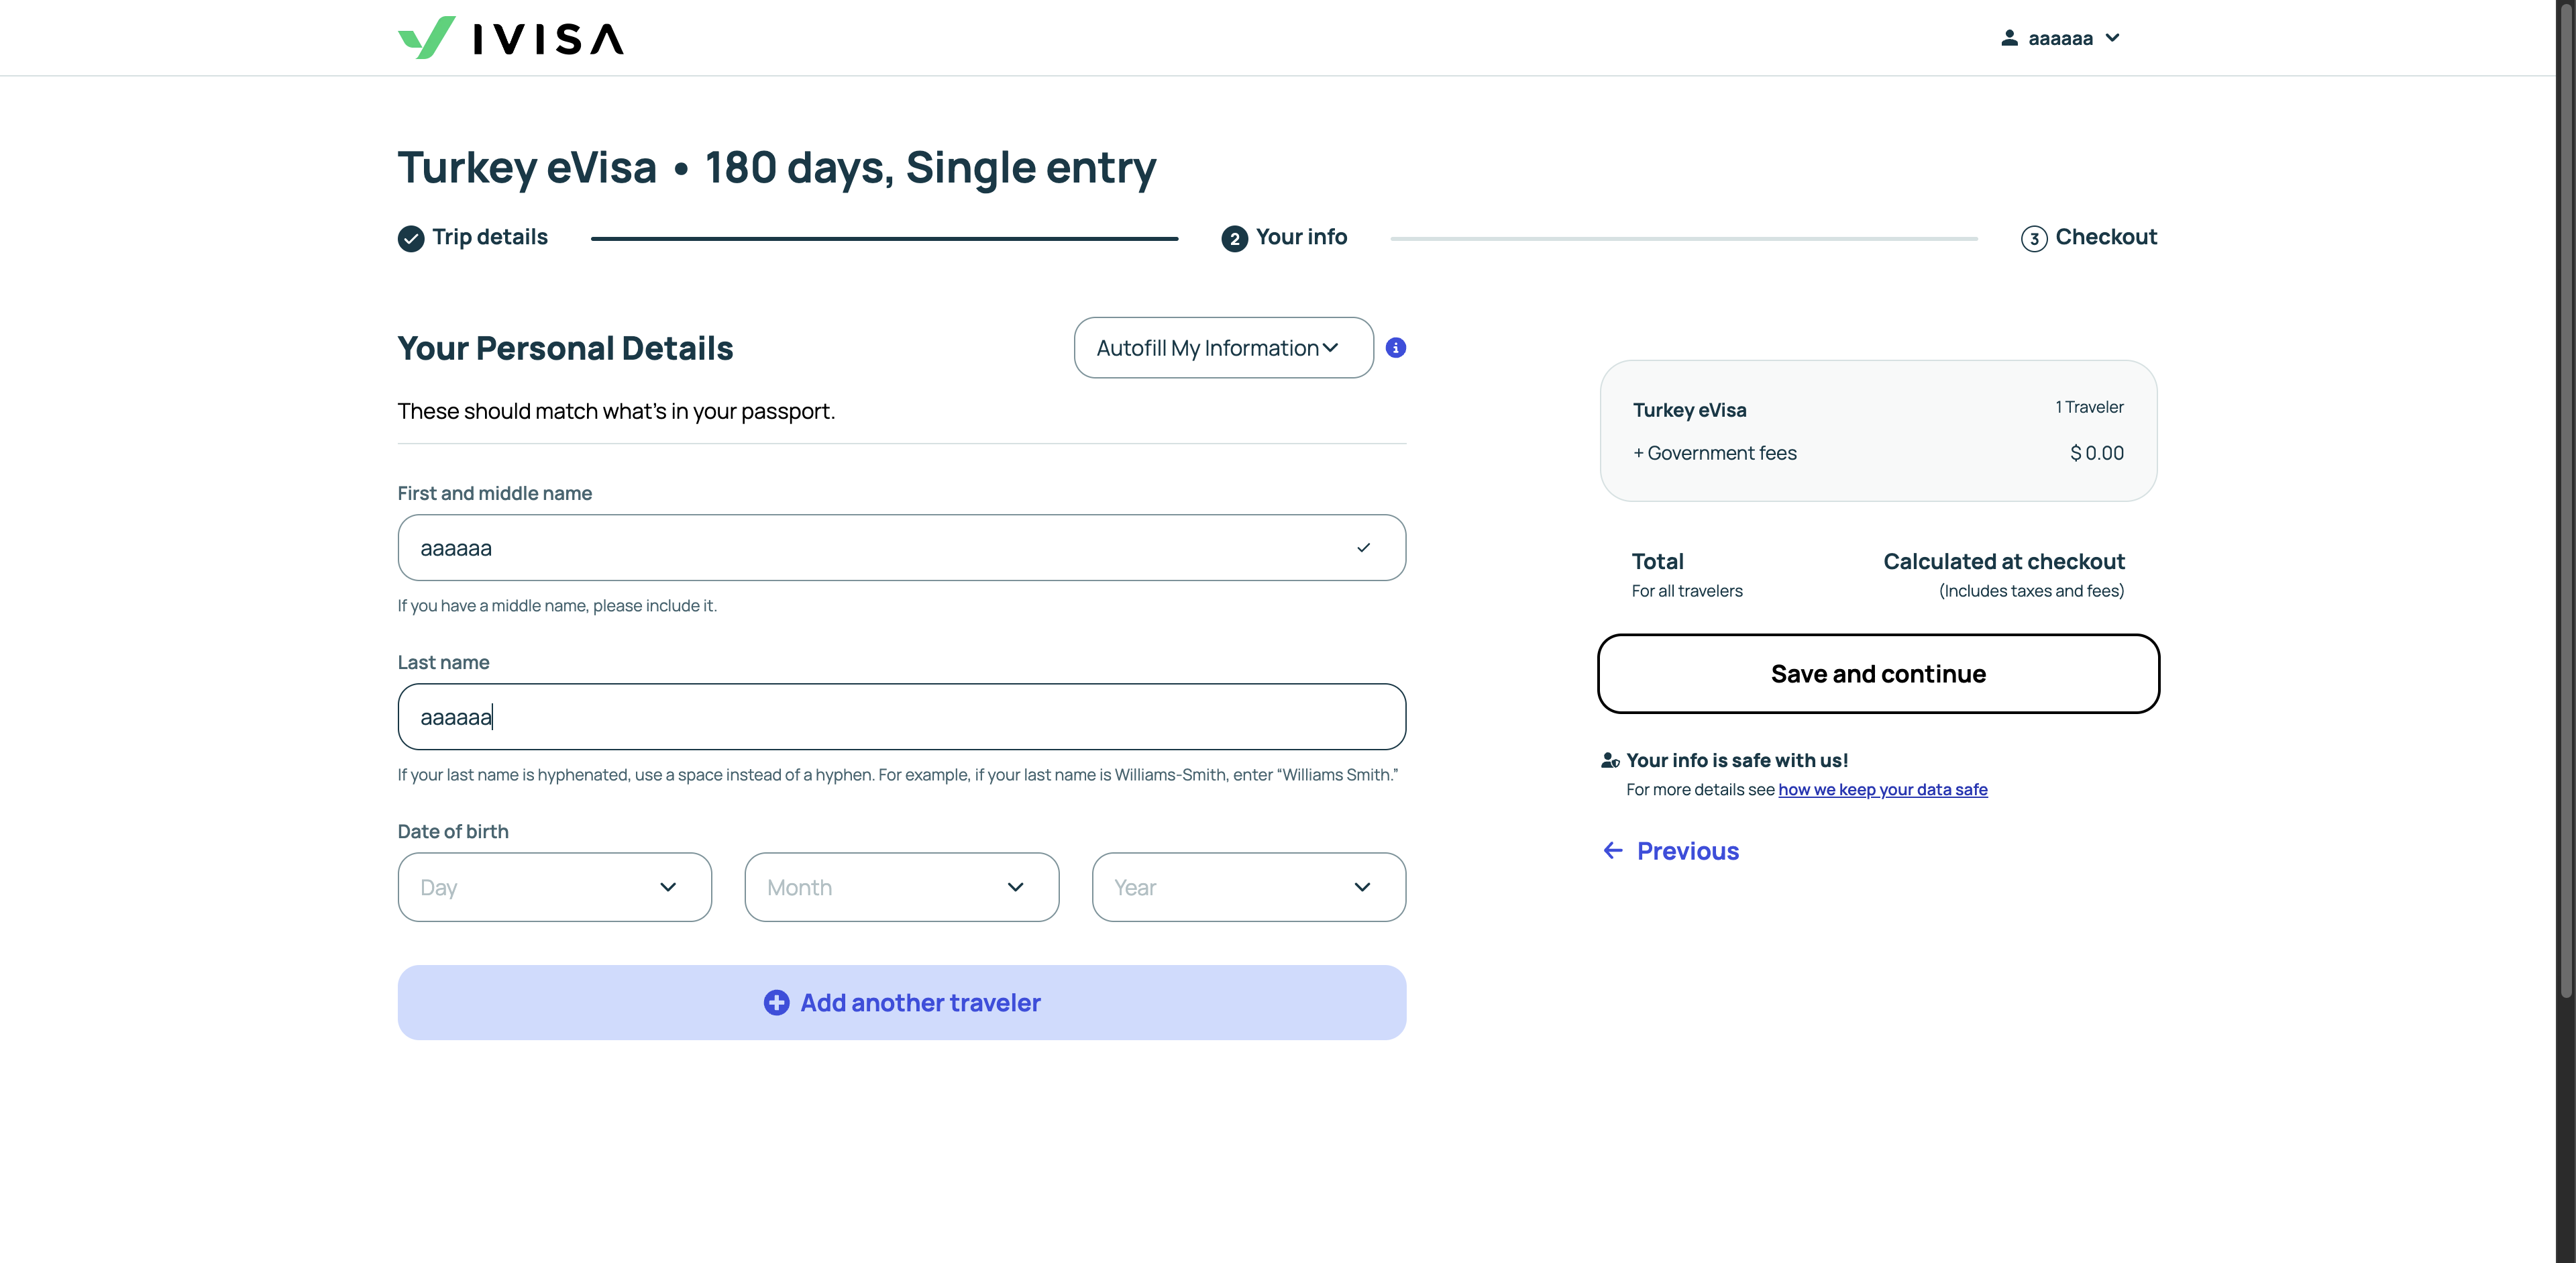 IVISA
aaaaaa
Turkey eVisa • 180 days, Single entry
Trip details
2 Your info
3 Checkout
Your Personal Details
Autofill My Information
These should match what's in your passport.
First and middle name
aaaaaa
If you have a middle name, please include it.
Last name
aaaaaa
If your last name is hyphenated, use a space instead of a hyphen. For example, if your last name is Williams-Smith, enter “Williams Smith.”
Date of birth
Day
Month
Year
Add another traveler
Turkey eVisa
1 Traveler
+ Government fees
$ 0.00
Total
Calculated at checkout
For all travelers
(Includes taxes and fees)
Save and continue
Your info is safe with us!
For more details see how we keep your data safe
Previous